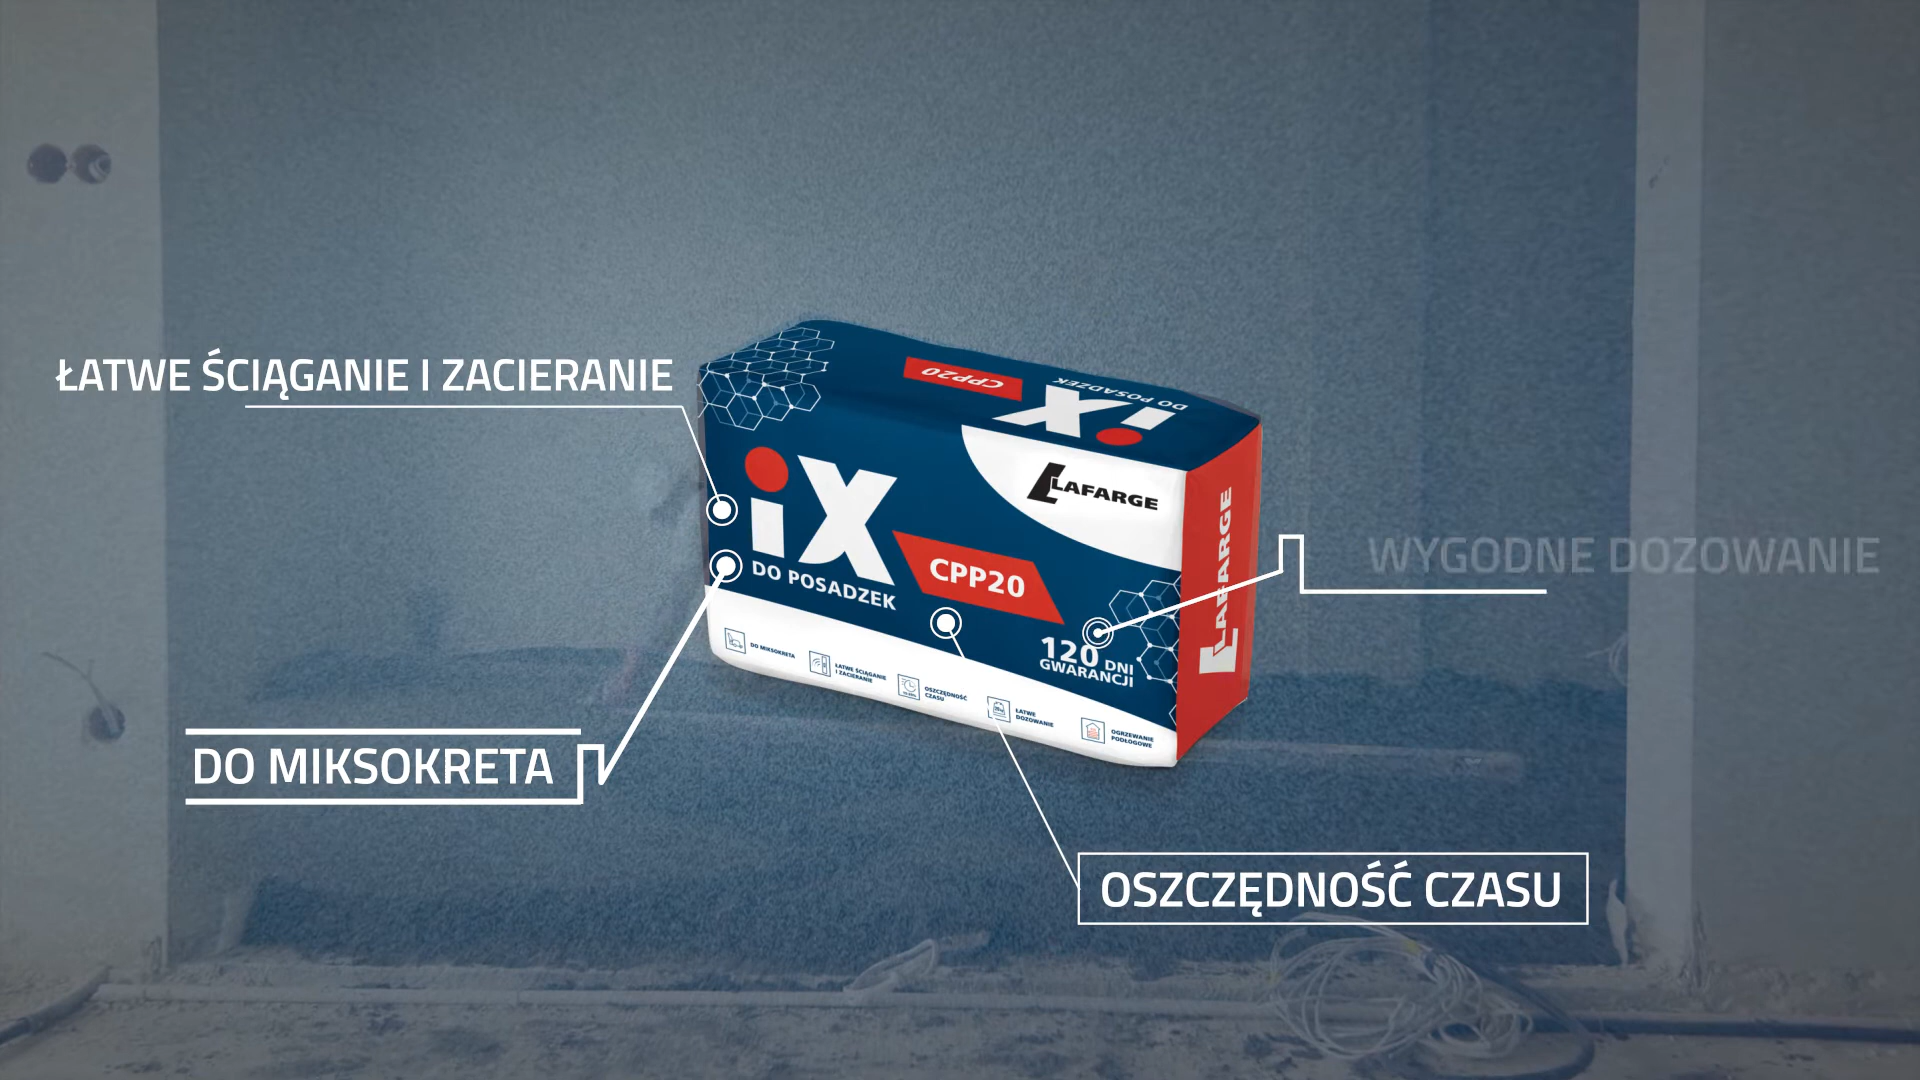 ŁATWE ŚCIĄGANIE I ZACIERANIE
CPP20
iX
DO POSADZEK
LAFARGE
iX
DO POSADZEK
CPP20
LAFARGE
WYGODNE DOZOWANIE
120 DNI
GWARANCJI
DO MIKSOKRETA
ŁATWE ŚCIĄGANIE
I ZACIERANIE
OSZCZĘDNOŚĆ
CZASU
ŁATWE
DOZOWANIE
OGRZEWANIE
PODŁOGOWE
DO MIKSOKRETA
OSZCZĘDNOŚĆ CZASU